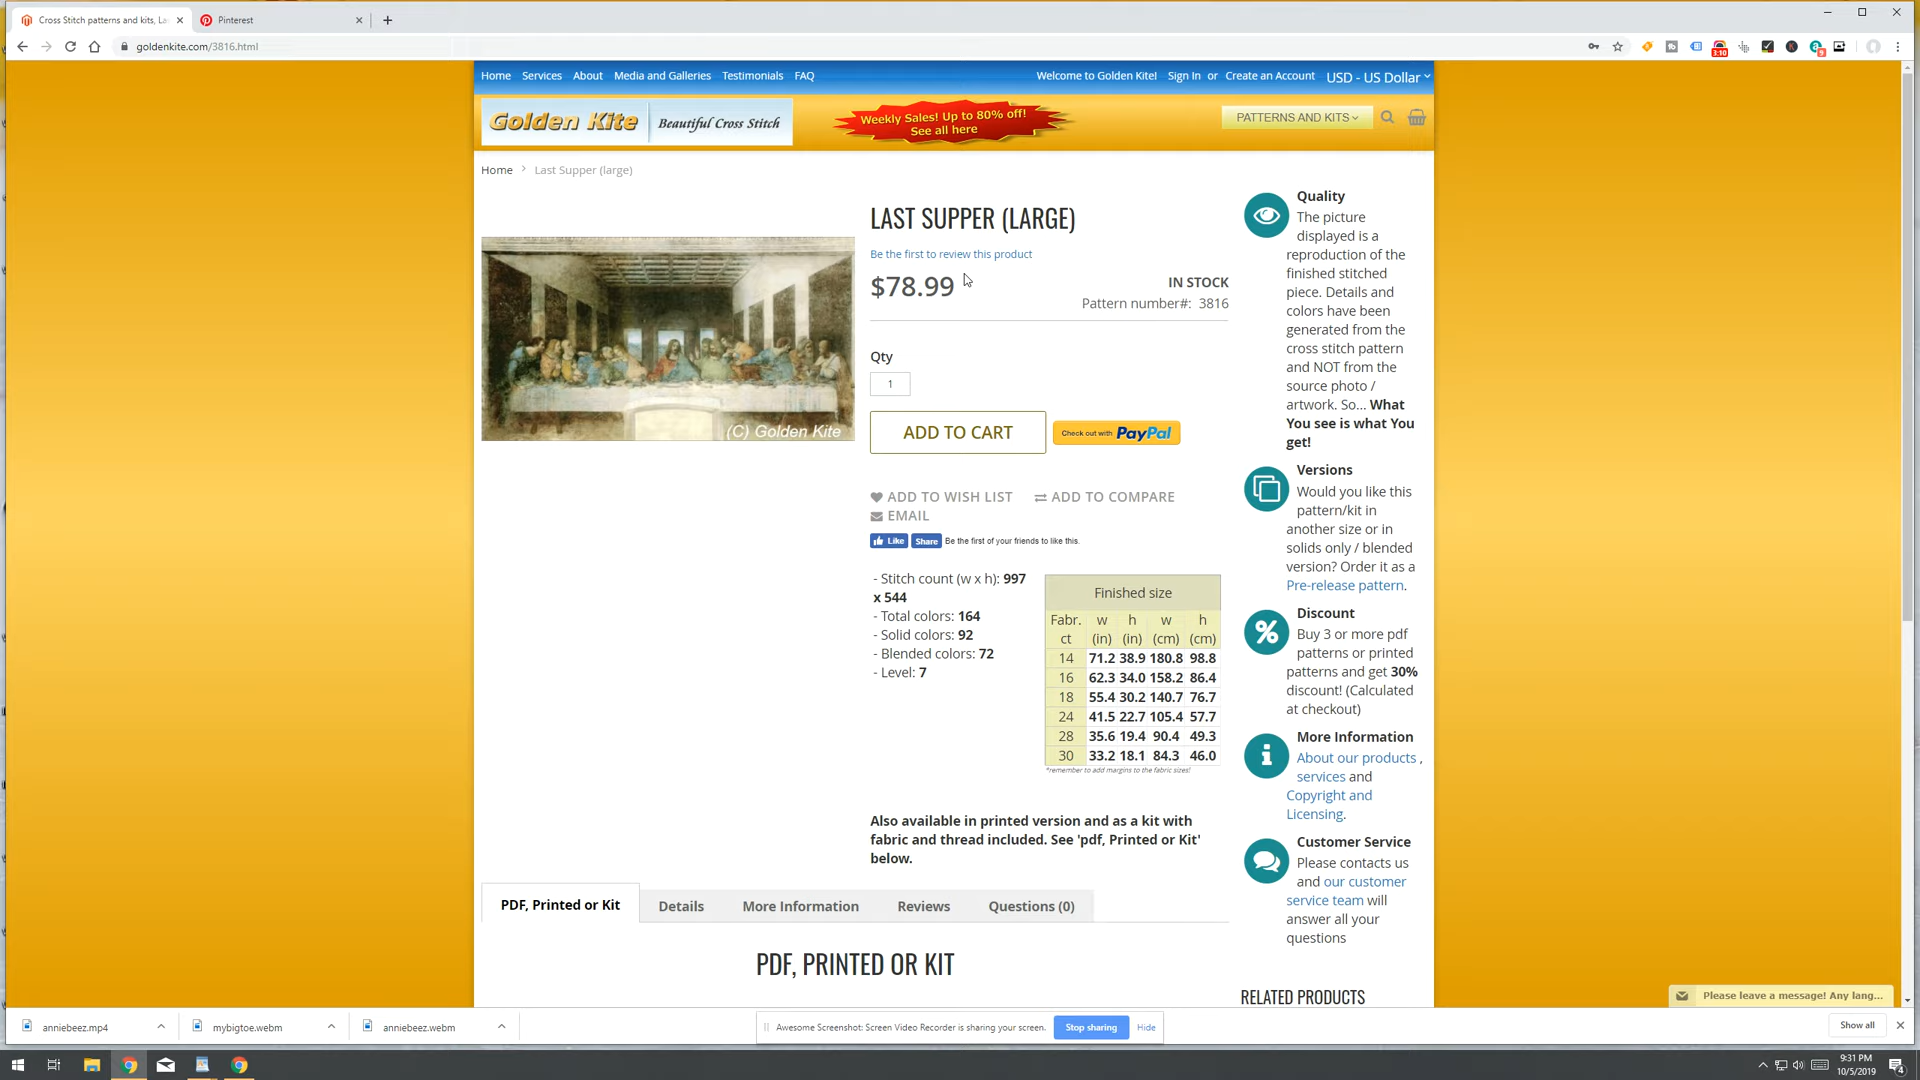 Cross Stitch patterns and kits, La
Pinterest
goldenkite.com/3816.html
3:10
9
Home Services About Media and Galleries Testimonials FAQ
Welcome to Golden Kite! Sign In or Create an Account USD - US Dollar
Golden Kite Beautiful Cross Stitch
Weekly Sales! Up to 80% off!
See all here
PATTERNS AND KITS
Home Last Supper (large)
LAST SUPPER (LARGE)
Be the first to review this product
$78.99
IN STOCK
Pattern number#: 3816
(C) Golden Kite
Qty
1
ADD TO CART
Check out with PayPal
ADD TO WISH LIST ADD TO COMPARE
EMAIL
Like Share Be the first of your friends to like this.
- Stitch count (w x h): 997
x 544
- Total colors: 164
- Solid colors: 92
- Blended colors: 72
- Level: 7
Finished size
Fabr. w h w h
ct (in) (in) (cm) (cm)
14 71.2 38.9 180.8 98.8
16 62.3 34.0 158.2 86.4
18 55.4 30.2 140.7 76.7
24 41.5 22.7 105.4 57.7
28 35.6 19.4 90.4 49.3
30 33.2 18.1 84.3 46.0
*remember to add margins to the fabric sizes!
Also available in printed version and as a kit with
fabric and thread included. See 'pdf, Printed or Kit'
below.
PDF, Printed or Kit Details More Information Reviews Questions (0)
PDF, PRINTED OR KIT
Quality
The picture
displayed is a
reproduction of the
finished stitched
piece. Details and
colors have been
generated from the
cross stitch pattern
and NOT from the
source photo /
artwork. So... What
You see is what You
get!
Versions
Would you like this
pattern/kit in
another size or in
solids only / blended
version? Order it as a
Pre-release pattern.
Discount
Buy 3 or more pdf
patterns or printed
patterns and get 30%
discount! (Calculated
at checkout)
More Information
About our products ,
services and
Copyright and
Licensing.
Customer Service
Please contacts us
and our customer
service team will
answer all your
questions
RELATED PRODUCTS
Please leave a message! Any lang...
anniebeez.mp4
mybigtoe.webm
anniebeez.webm
Awesome Screenshot: Screen Video Recorder is sharing your screen. Stop sharing Hide
Show all
9:31 PM
10/5/2019
4